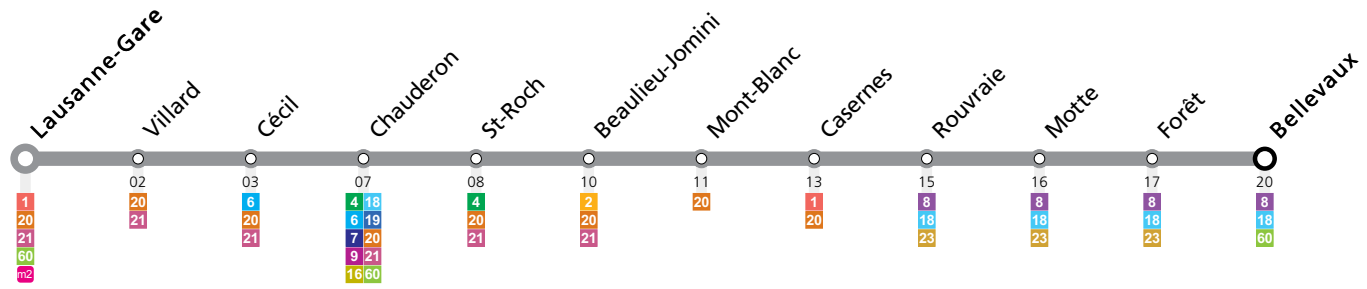 Lausanne-Gare
Villard
Cécil
Chauderon
St-Roch
Beaulieu-Jomini
Mont-Blanc
Casernes
Rouvraie
Motte
Forêt
Bellevaux
02 03 07 08 10 11 13 15 16 17 20
1 20 6 4 18 4 2 20 1 8 8 8 8
20 21 20 6 19 20 20 20 18 18 18 18
21 21 7 20 21 21 23 23 23 60
60 9 21
m2 16 60